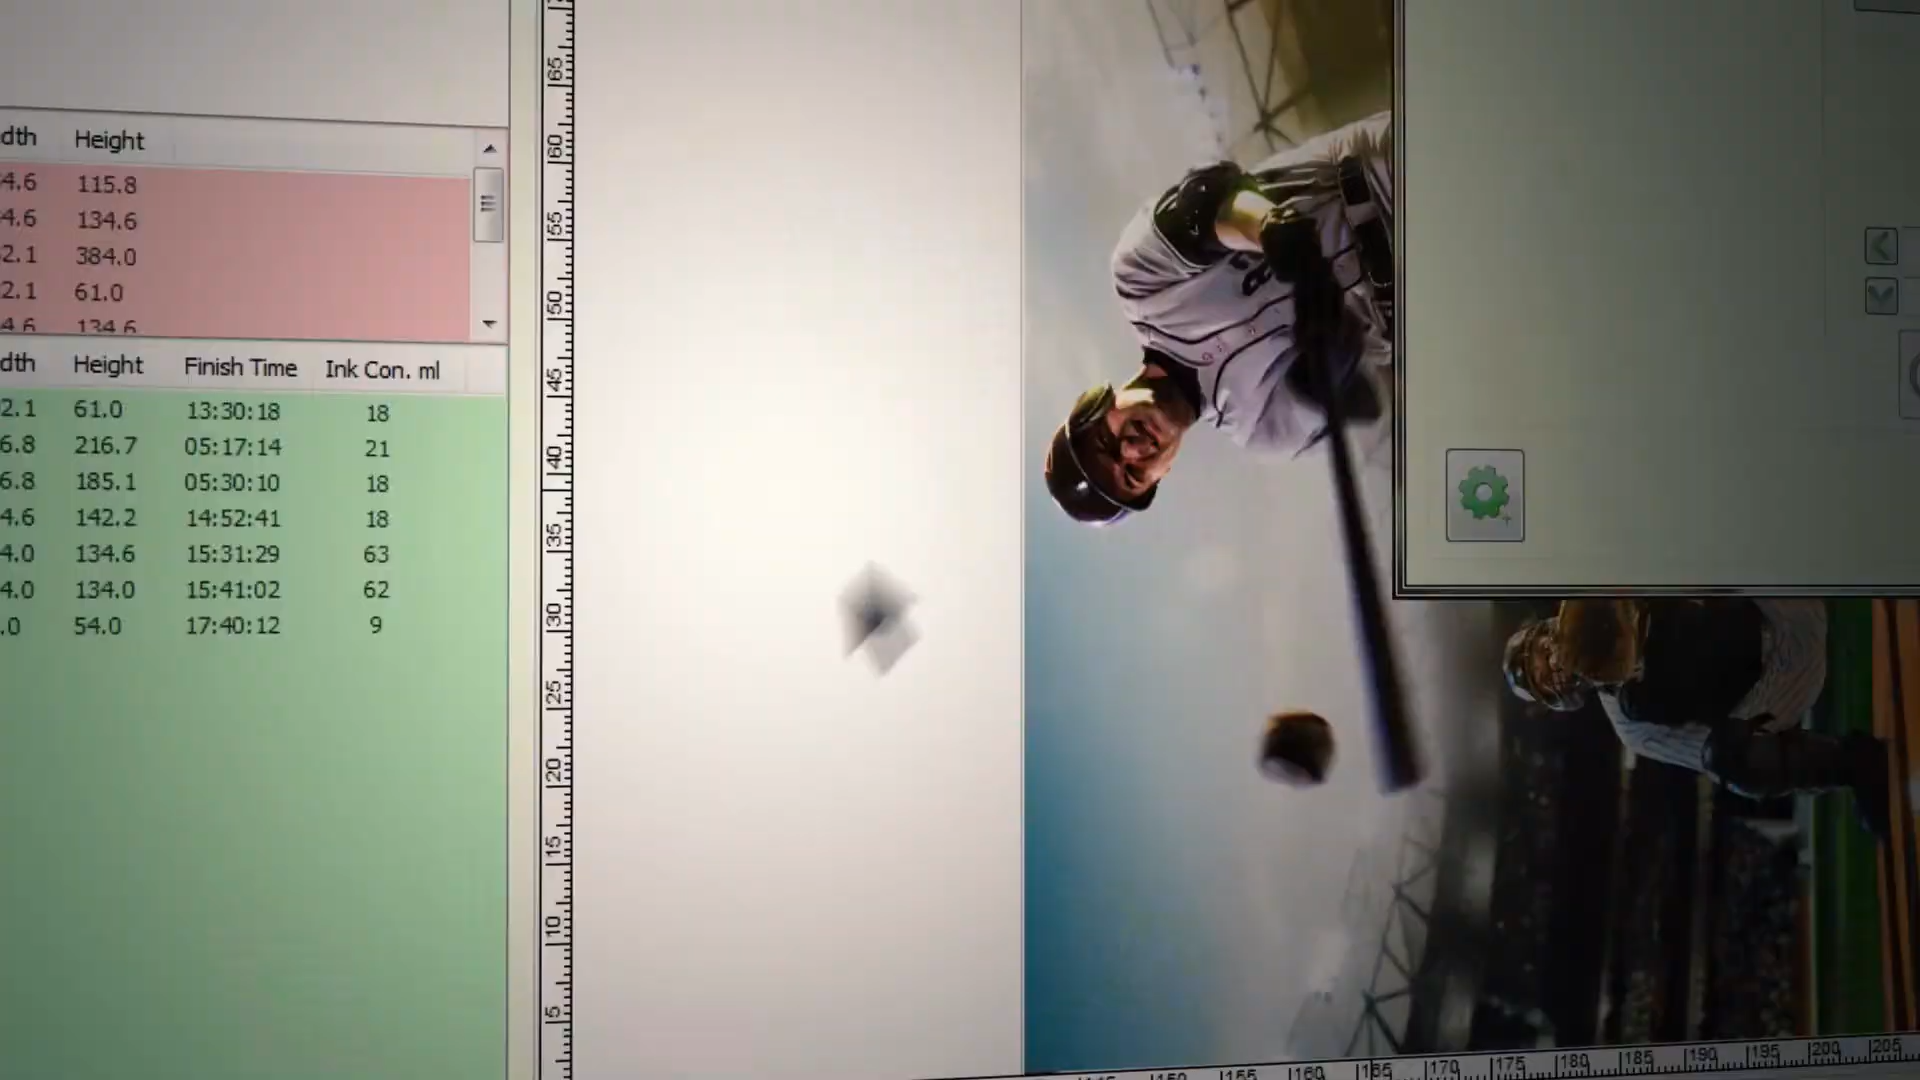 dth Height
4.6 115.8
4.6 134.6
2.1 384.0
2.1 61.0
4.6 134.6
dth Height Finish Time Ink Con. ml
2.1 61.0 13:30:18 18
6.8 216.7 05:17:14 21
6.8 185.1 05:30:10 18
4.6 142.2 14:52:41 18
4.0 134.6 15:31:29 63
4.0 134.0 15:41:02 62
.0 54.0 17:40:12 9
65
60
55
50
45
40
35
30
25
20
15
10
5
150 155 160 165 170 175 180 185 190 195 200 205